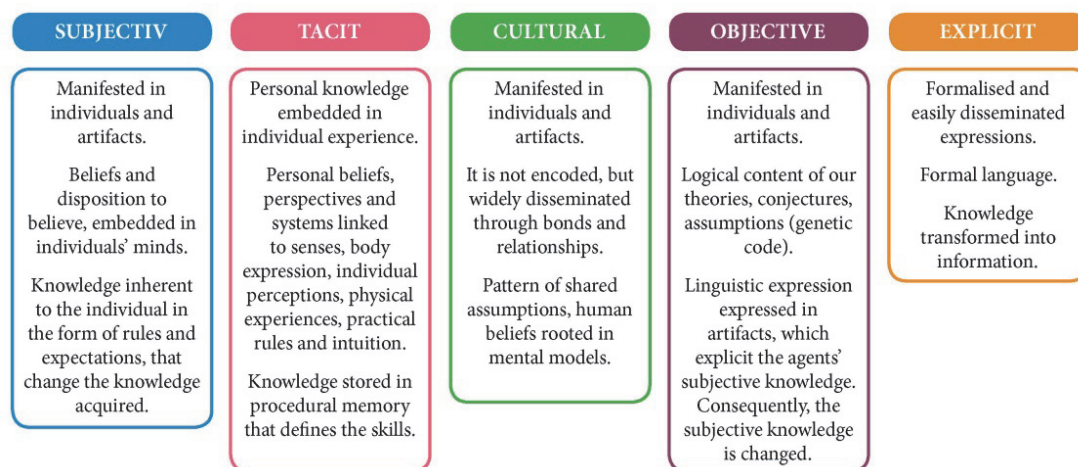 SUBJECTIV
Manifested in
individuals and
artifacts.
Beliefs and
disposition to
believe, embedded in
individuals’ minds.
Knowledge inherent
to the individual in
the form of rules and
expectations, that
change the knowledge
acquired.
TACIT
Personal knowledge
embedded in
individual experience.
Personal beliefs,
perspectives and
systems linked
to senses, body
expression, individual
perceptions, physical
experiences, practical
rules and intuition.
Knowledge stored in
procedural memory
that defines the skills.
CULTURAL
Manifested in
individuals and
artifacts.
It is not encoded, but
widely disseminated
through bonds and
relationships.
Pattern of shared
assumptions, human
beliefs rooted in
mental models.
OBJECTIVE
Manifested in
individuals and
artifacts.
Logical content of our
theories, conjectures,
assumptions (genetic
code).
Linguistic expression
expressed in
artifacts, which
explicit the agents’
subjective knowledge.
Consequently, the
subjective knowledge
is changed.
EXPLICIT
Formalised and
easily disseminated
expressions.
Formal language.
Knowledge
transformed into
information.